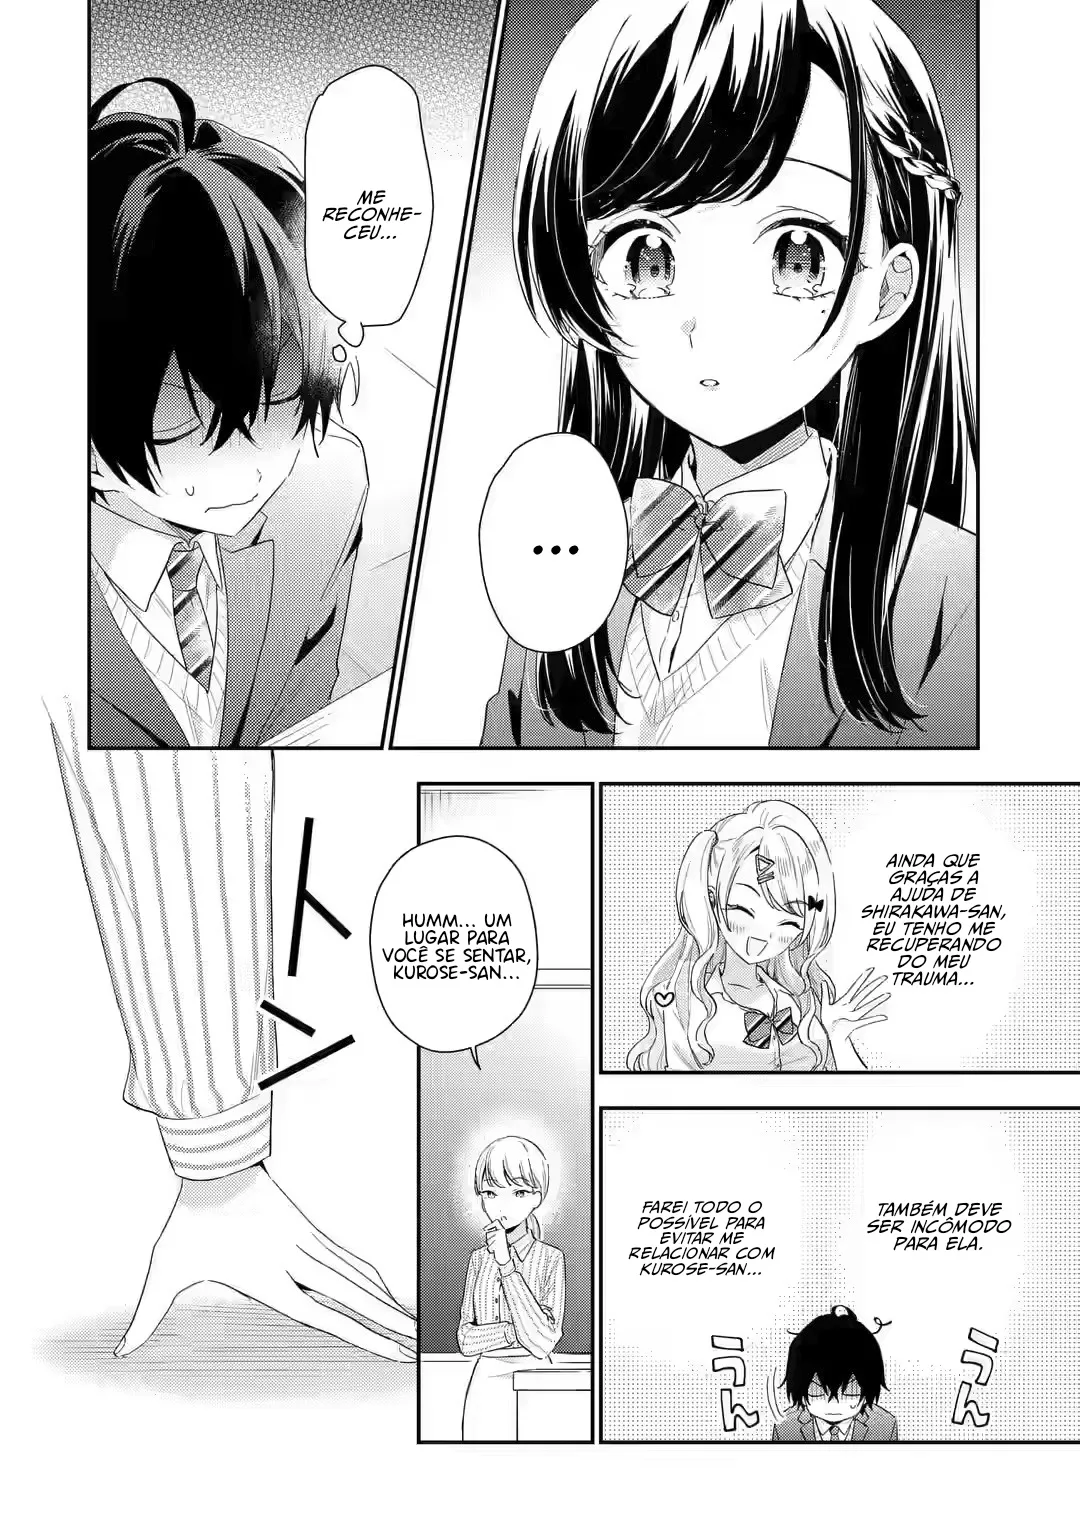 ...
ME
RECONHE-
CEU...
AINDA QUE
GRAÇAS A
AJUDA DE
SHIRAKAWA-SAN,
EU TENHO ME
RECUPERANDO
DO MEU
TRAUMA...
TAMBÉM DEVE
SER INCÔMODO
PARA ELA.
FAREI TODO O
POSSÍVEL PARA
EVITAR ME
RELACIONAR COM
KUROSE-SAN...
うん
うん
HUMM... UM
LUGAR PARA
VOCÊ SE SENTAR,
KUROSE-SAN...
トン